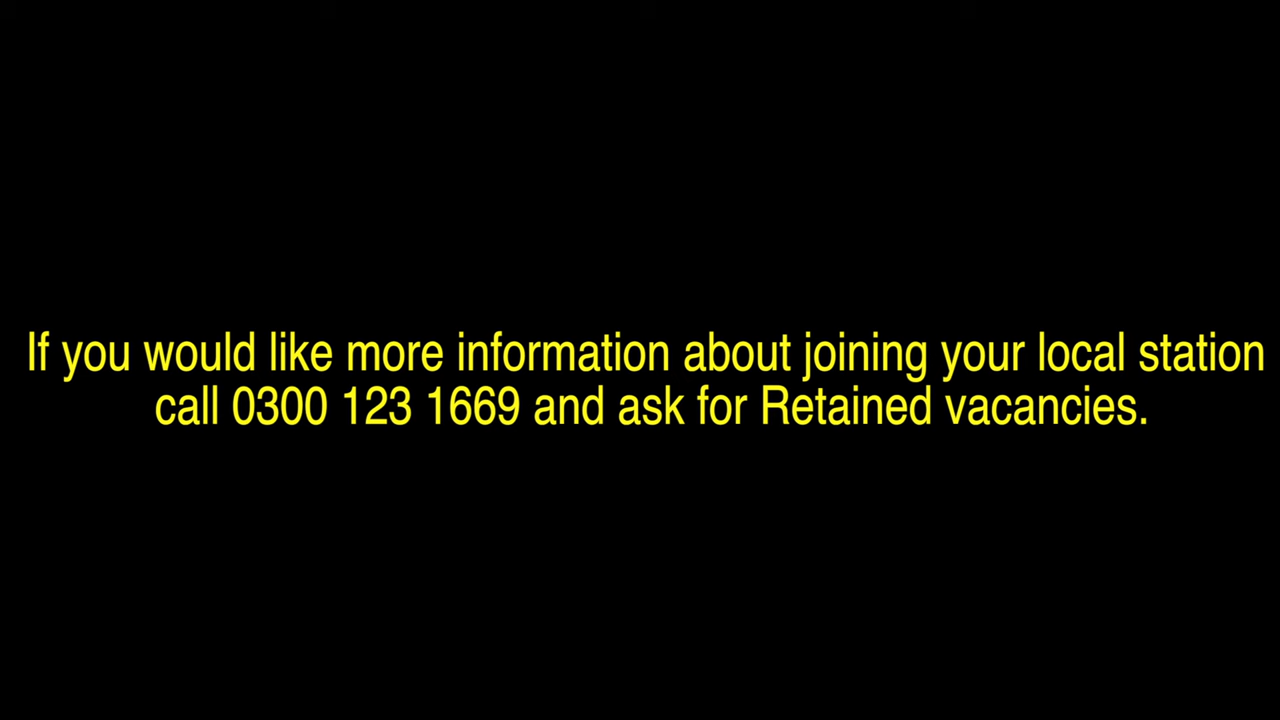 If you would like more information about joining your local station
call 0300 123 1669 and ask for Retained vacancies.